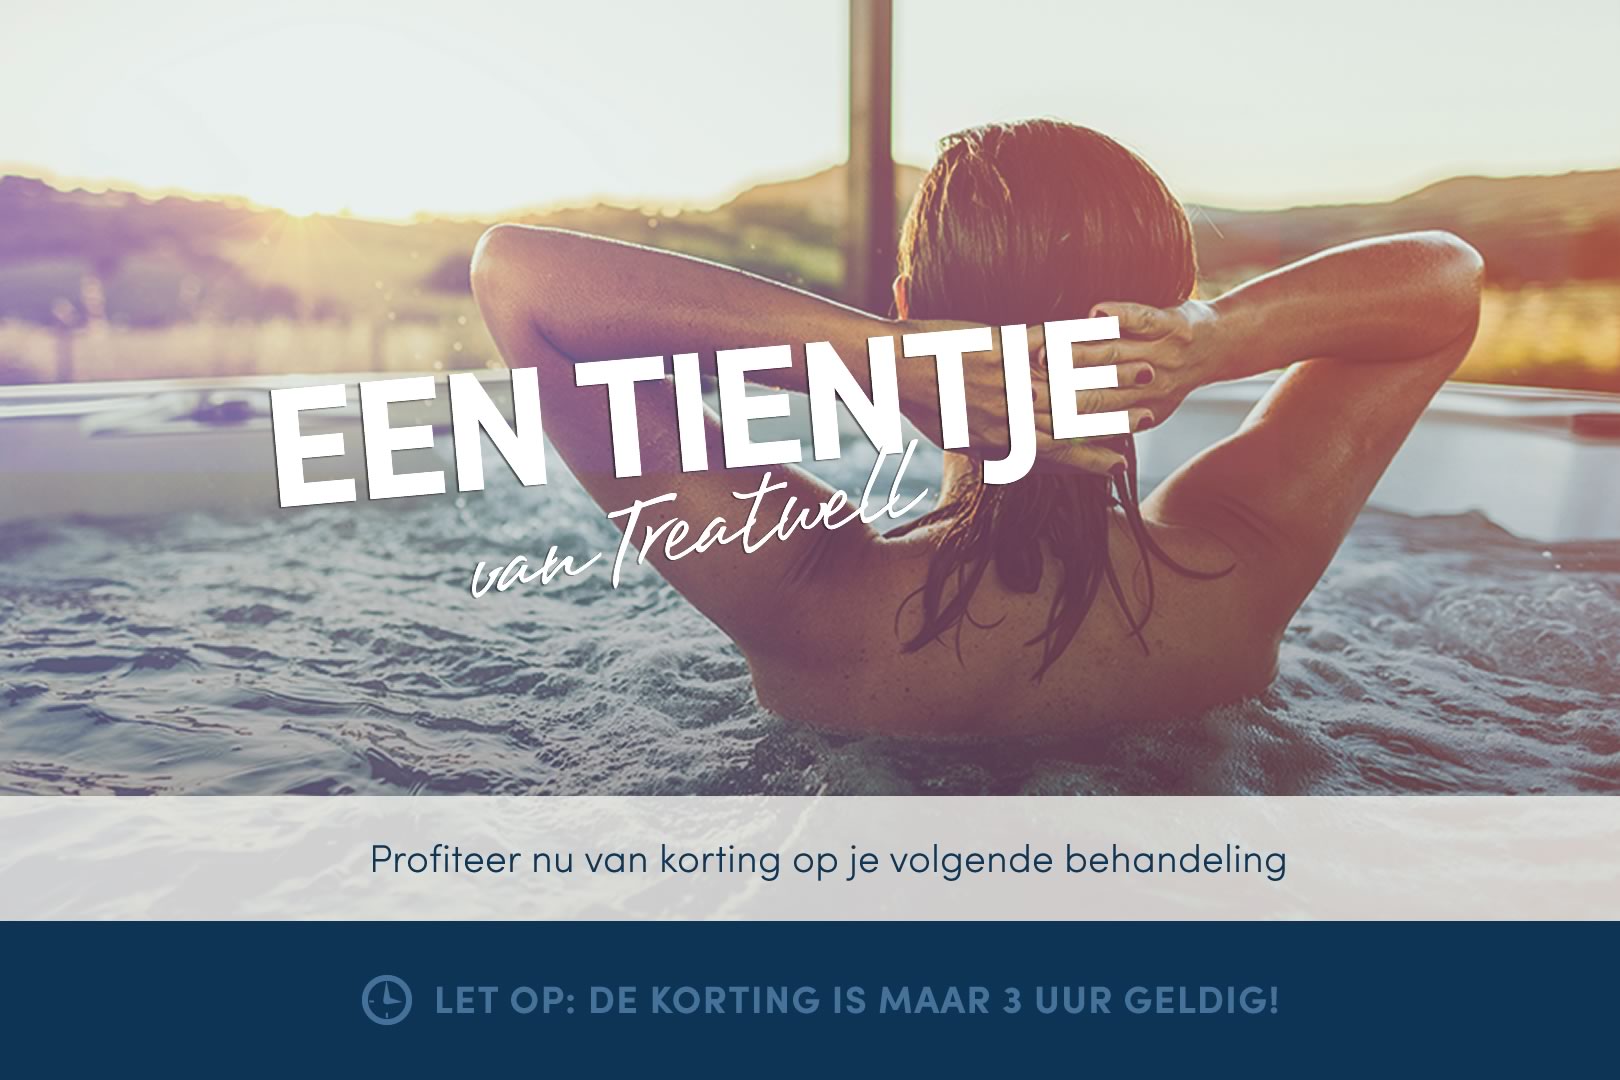 EEN TIENTJE
van Treatwell
Profiteer nu van korting op je volgende behandeling
LET OP: DE KORTING IS MAAR 3 UUR GELDIG!